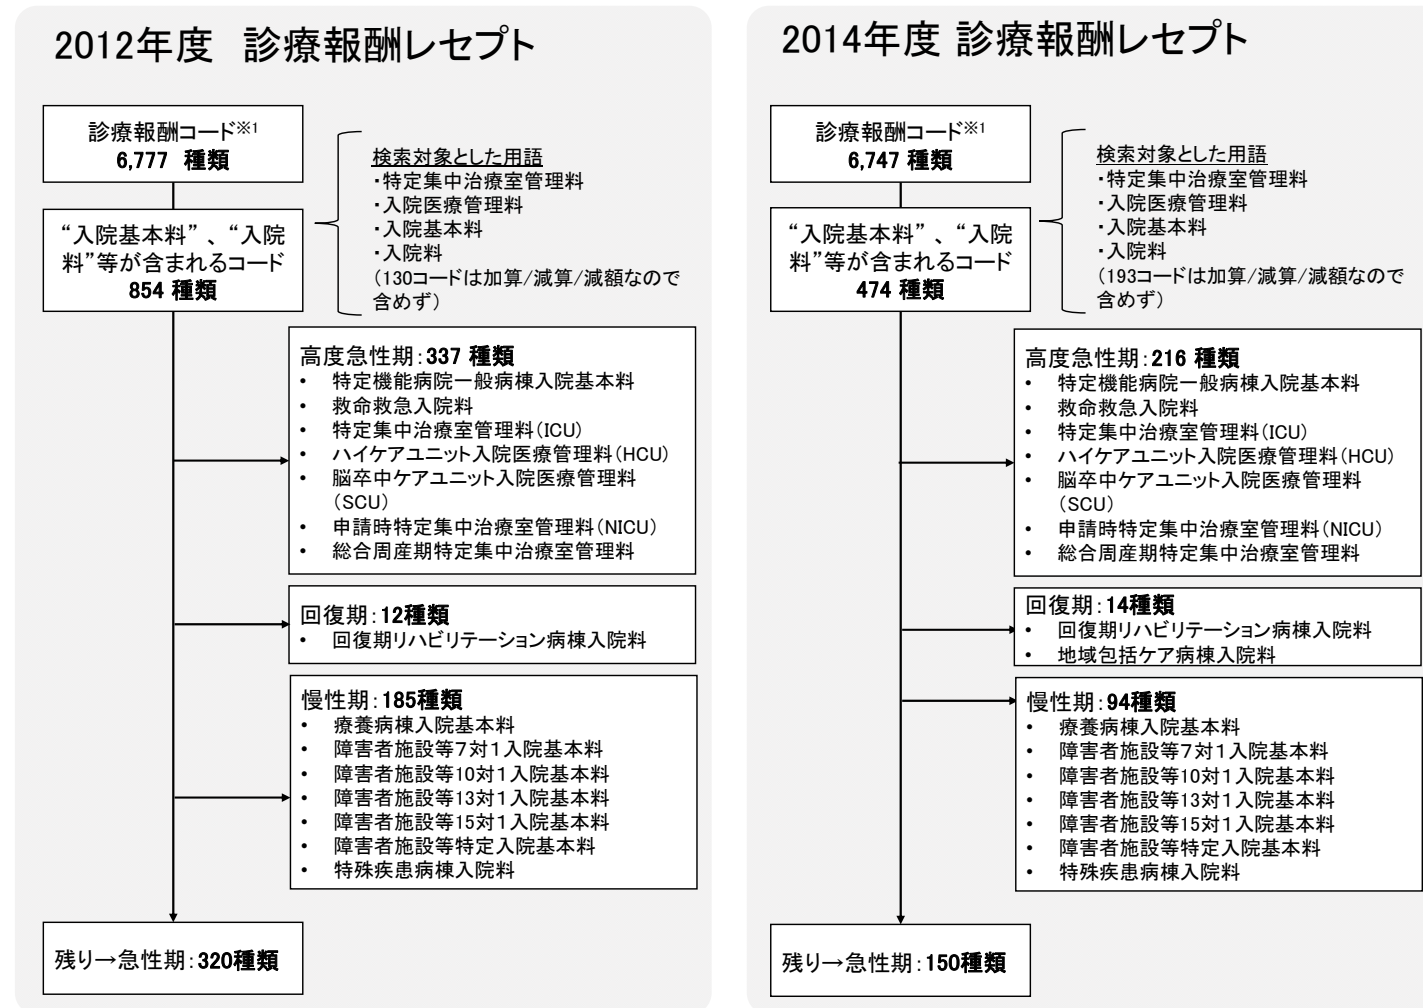 2012年度 診療報酬レセプト
診療報酬コード※1
6,777 種類
“入院基本料” 、“入院
料”等が含まれるコード
854 種類
検索対象とした用語
・特定集中治療室管理料
・入院医療管理料
・入院基本料
・入院料
(130コードは加算/減算/減額なので
含めず)
高度急性期:337 種類
• 特定機能病院一般病棟入院基本料
• 救命救急入院料
• 特定集中治療室管理料(ICU)
• ハイケアユニット入院医療管理料(HCU)
• 脳卒中ケアユニット入院医療管理料
(SCU)
• 申請時特定集中治療室管理料(NICU)
• 総合周産期特定集中治療室管理料
回復期:12種類
• 回復期リハビリテーション病棟入院料
慢性期:185種類
• 療養病棟入院基本料
• 障害者施設等7対1入院基本料
• 障害者施設等10対1入院基本料
• 障害者施設等13対1入院基本料
• 障害者施設等15対1入院基本料
• 障害者施設等特定入院基本料
• 特殊疾患病棟入院料
残り→急性期:320種類
2014年度 診療報酬レセプト
診療報酬コード※1
6,747 種類
“入院基本料” 、“入院
料”等が含まれるコード
474 種類
検索対象とした用語
・特定集中治療室管理料
・入院医療管理料
・入院基本料
・入院料
(193コードは加算/減算/減額なので
含めず)
高度急性期:216 種類
• 特定機能病院一般病棟入院基本料
• 救命救急入院料
• 特定集中治療室管理料(ICU)
• ハイケアユニット入院医療管理料(HCU)
• 脳卒中ケアユニット入院医療管理料
(SCU)
• 申請時特定集中治療室管理料(NICU)
• 総合周産期特定集中治療室管理料
回復期:14種類
• 回復期リハビリテーション病棟入院料
• 地域包括ケア病棟入院料
慢性期:94種類
• 療養病棟入院基本料
• 障害者施設等7対1入院基本料
• 障害者施設等10対1入院基本料
• 障害者施設等13対1入院基本料
• 障害者施設等15対1入院基本料
• 障害者施設等特定入院基本料
• 特殊疾患病棟入院料
残り→急性期:150種類